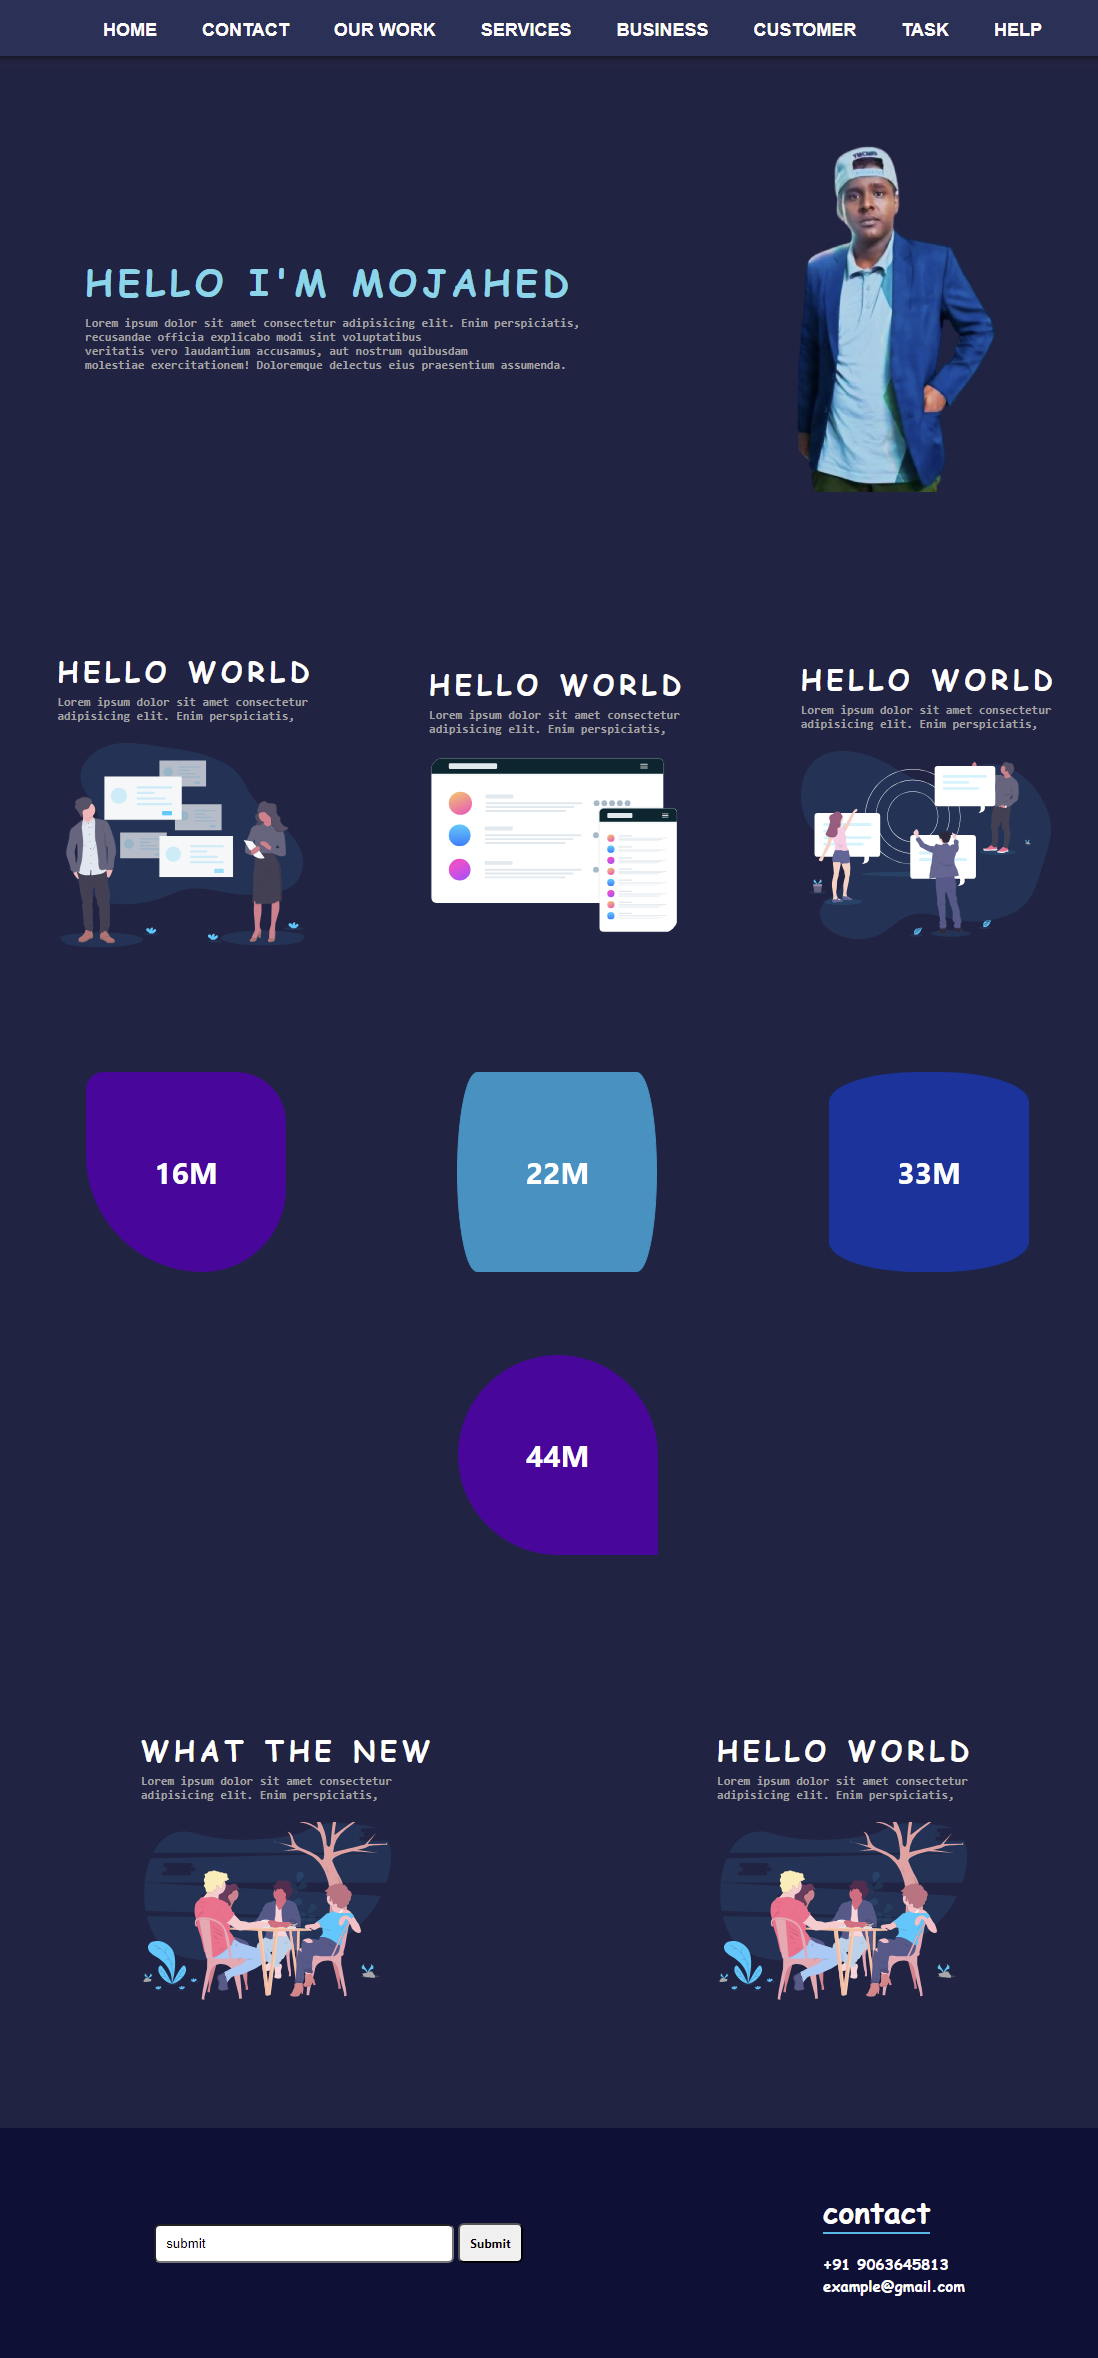 HOME CONTACT OUR WORK SERVICES BUSINESS CUSTOMER TASK HELP
HELLO I'M MOJAHED
Lorem ipsum dolor sit amet consectetur adipisicing elit. Enim perspiciatis,
recusandae officia explicabo modi sint voluptatibus
veritatis vero laudantium accusamus, aut nostrum quibusdam
molestiae exercitationem! Doloremque delectus eius praesentium assumenda.
HELLO WORLD
Lorem ipsum dolor sit amet consectetur
adipisicing elit. Enim perspiciatis,
HELLO WORLD
Lorem ipsum dolor sit amet consectetur
adipisicing elit. Enim perspiciatis,
HELLO WORLD
Lorem ipsum dolor sit amet consectetur
adipisicing elit. Enim perspiciatis,
16M
22M
33M
44M
WHAT THE NEW
Lorem ipsum dolor sit amet consectetur
adipisicing elit. Enim perspiciatis,
HELLO WORLD
Lorem ipsum dolor sit amet consectetur
adipisicing elit. Enim perspiciatis,
submit Submit
contact
+91 9063645813
example@gmail.com